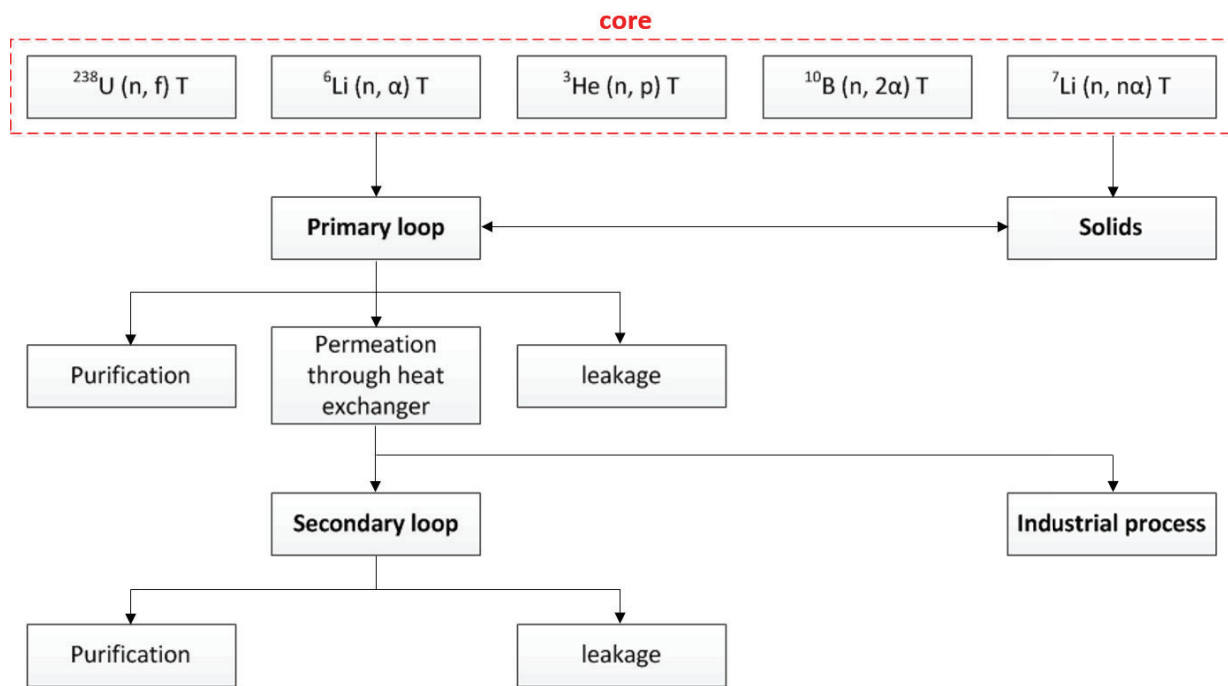 core
²³⁸U (n, f) T
⁶Li (n, α) T
³He (n, p) T
¹⁰B (n, 2α) T
⁷Li (n, nα) T
Primary loop
Solids
Purification
Permeation
through heat
exchanger
leakage
Secondary loop
Industrial process
Purification
leakage